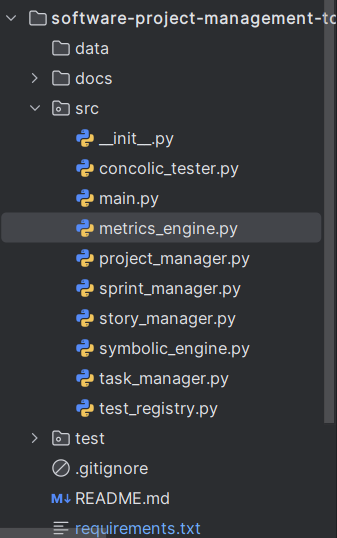 software-project-management-to
data
docs
src
__init__.py
concolic_tester.py
main.py
metrics_engine.py
project_manager.py
sprint_manager.py
story_manager.py
symbolic_engine.py
task_manager.py
test_registry.py
test
.gitignore
M↓ README.md
requirements.txt